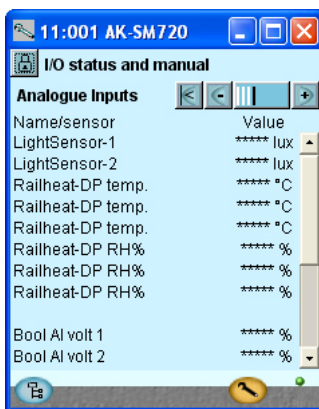 11:001 AK-SM720
I/O status and manual
Analogue Inputs
Name/sensor Value
LightSensor-1 ***** lux
LightSensor-2 ***** lux
Railheat-DP temp. ***** °C
Railheat-DP temp. ***** °C
Railheat-DP temp. ***** °C
Railheat-DP RH% ***** %
Railheat-DP RH% ***** %
Railheat-DP RH% ***** %
Bool AI volt 1 ***** %
Bool AI volt 2 ***** %